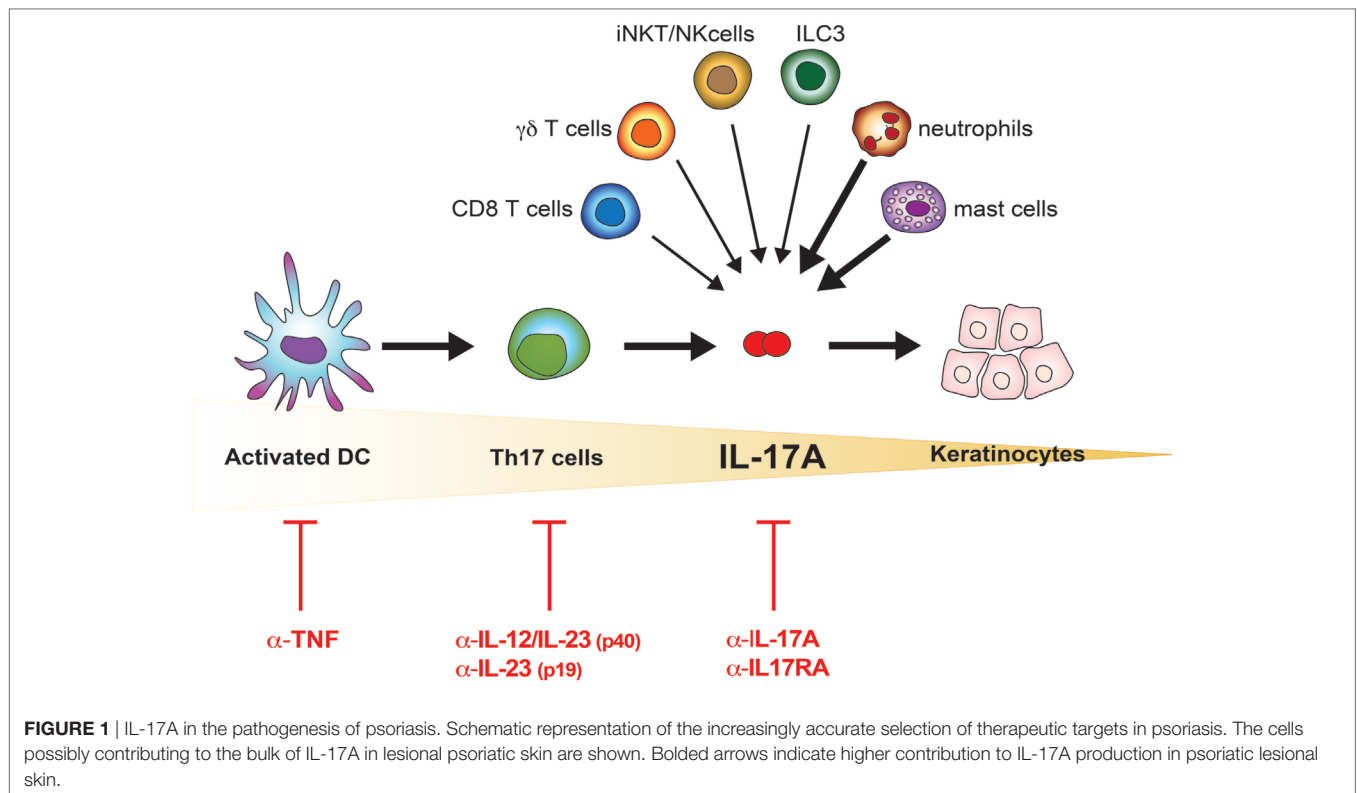 iNKT/NKcells
ILC3
γδ T cells
neutrophils
CD8 T cells
mast cells
Activated DC
Th17 cells
IL-17A
Keratinocytes
α-TNF
α-IL-12/IL-23 (p40)
α-IL-23 (p19)
α-IL-17A
α-IL17RA
FIGURE 1 | IL-17A in the pathogenesis of psoriasis. Schematic representation of the increasingly accurate selection of therapeutic targets in psoriasis. The cells
possibly contributing to the bulk of IL-17A in lesional psoriatic skin are shown. Bolded arrows indicate higher contribution to IL-17A production in psoriatic lesional
skin.